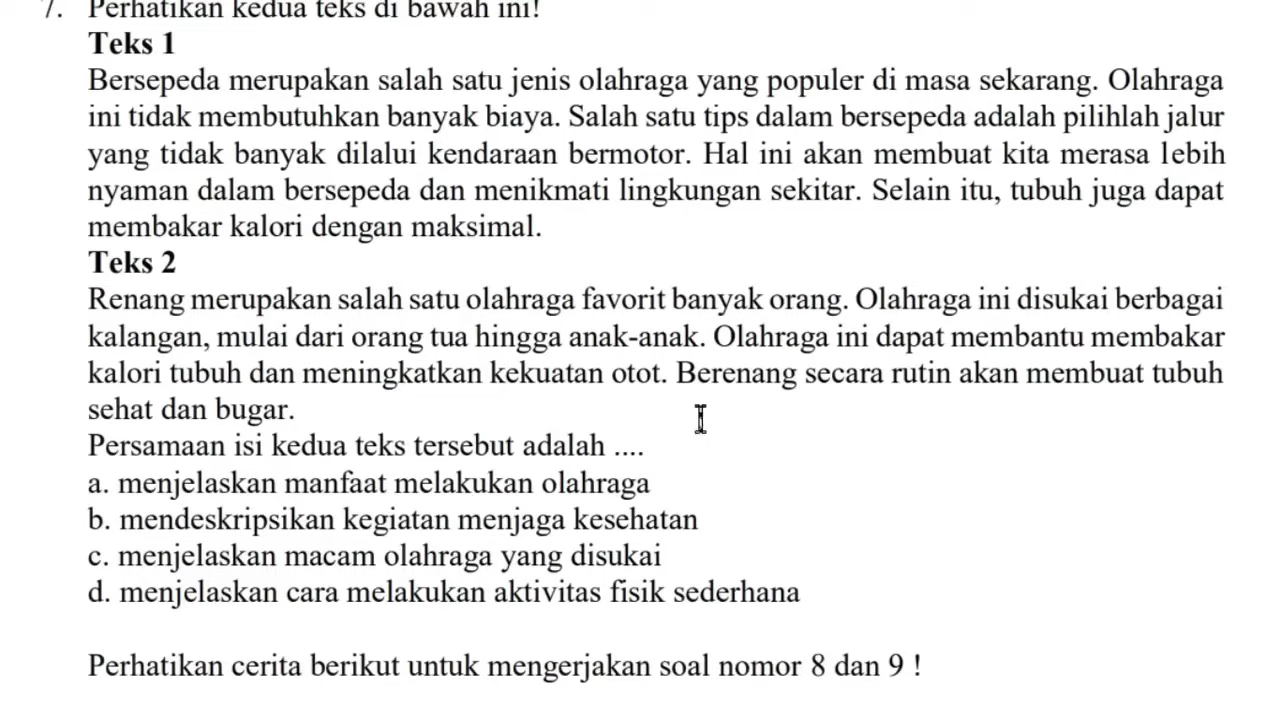 7. Perhatikan kedua teks di bawah ini!
Teks 1
Bersepeda merupakan salah satu jenis olahraga yang populer di masa sekarang. Olahraga
ini tidak membutuhkan banyak biaya. Salah satu tips dalam bersepeda adalah pilihlah jalur
yang tidak banyak dilalui kendaraan bermotor. Hal ini akan membuat kita merasa lebih
nyaman dalam bersepeda dan menikmati lingkungan sekitar. Selain itu, tubuh juga dapat
membakar kalori dengan maksimal.
Teks 2
Renang merupakan salah satu olahraga favorit banyak orang. Olahraga ini disukai berbagai
kalangan, mulai dari orang tua hingga anak-anak. Olahraga ini dapat membantu membakar
kalori tubuh dan meningkatkan kekuatan otot. Berenang secara rutin akan membuat tubuh
sehat dan bugar.
Persamaan isi kedua teks tersebut adalah ....
a. menjelaskan manfaat melakukan olahraga
b. mendeskripsikan kegiatan menjaga kesehatan
c. menjelaskan macam olahraga yang disukai
d. menjelaskan cara melakukan aktivitas fisik sederhana
Perhatikan cerita berikut untuk mengerjakan soal nomor 8 dan 9 !